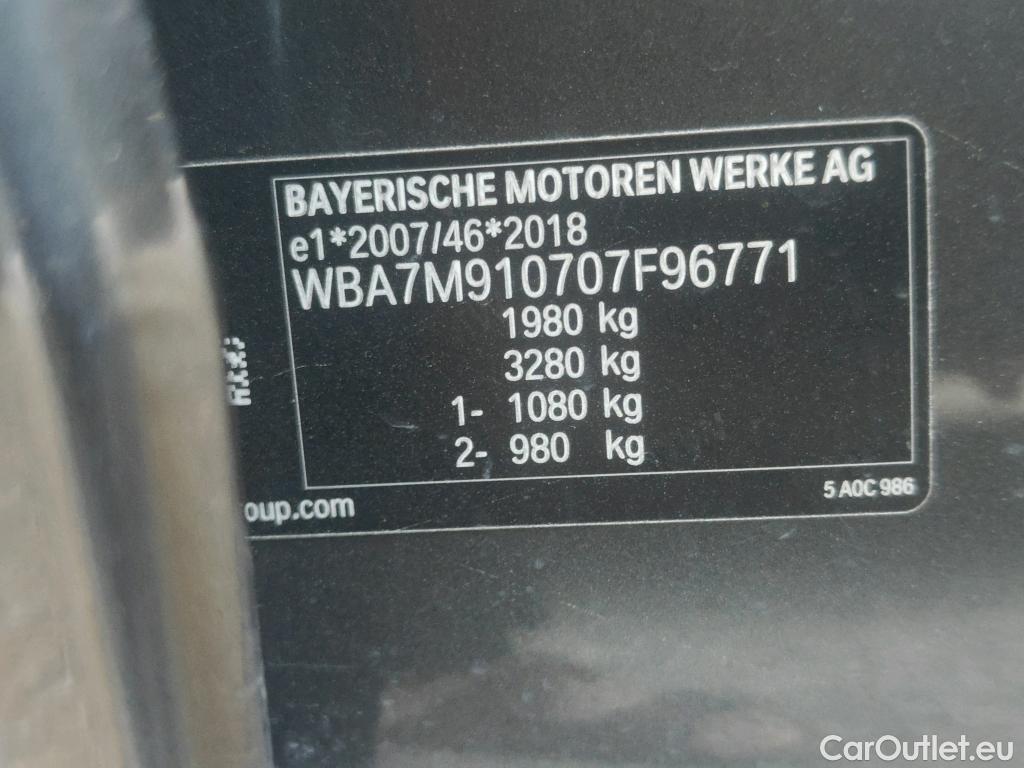 BAYERISCHE MOTOREN WERKE AG
e1*2007/46*2018
WBA7M910707F96771
1980 kg
3280 kg
1- 1080 kg
2- 980 kg
oup.com
5 A0C 986
CarOutlet.eu